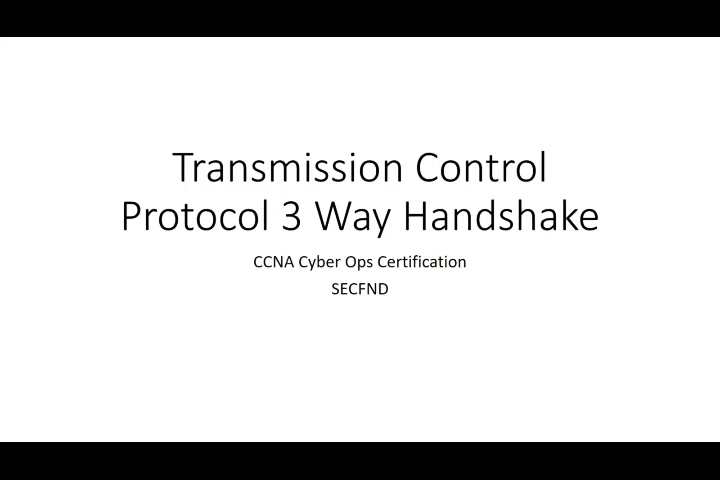 Transmission Control
Protocol 3 Way Handshake
CCNA Cyber Ops Certification
SECFND